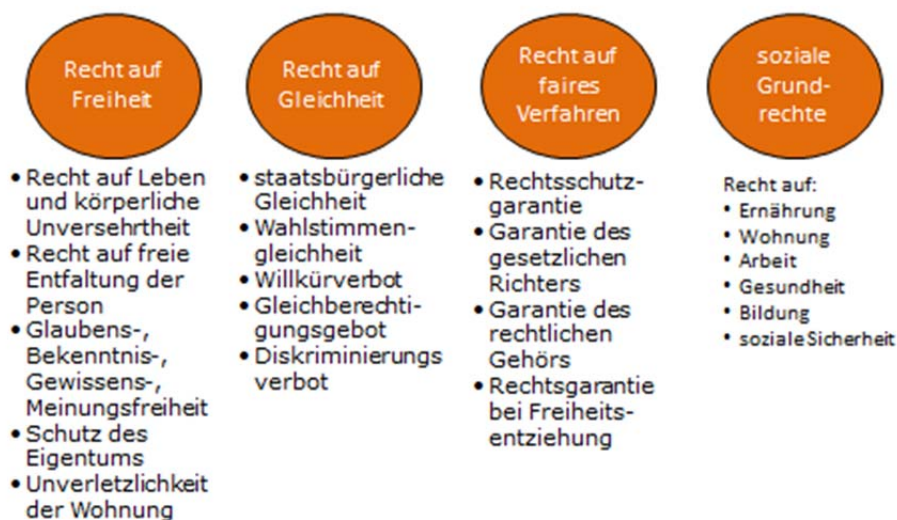 Recht auf
Freiheit
• Recht auf Leben
und körperliche
Unversehrtheit
• Recht auf freie
Entfaltung der
Person
• Glaubens-,
Bekenntnis-,
Gewissens-,
Meinungsfreiheit
• Schutz des
Eigentums
• Unverletzlichkeit
der Wohnung
Recht auf
Gleichheit
• staatsbürgerliche
Gleichheit
• Wahlstimmen-
gleichheit
• Willkürverbot
• Gleichberechti-
gungsgebot
• Diskriminierungs
verbot
Recht auf
faires
Verfahren
• Rechtsschutz-
garantie
• Garantie des
gesetzlichen
Richters
• Garantie des
rechtlichen
Gehörs
• Rechtsgarantie
bei Freiheits-
entziehung
soziale
Grund-
rechte
Recht auf:
• Ernährung
• Wohnung
• Arbeit
• Gesundheit
• Bildung
• soziale Sicherheit